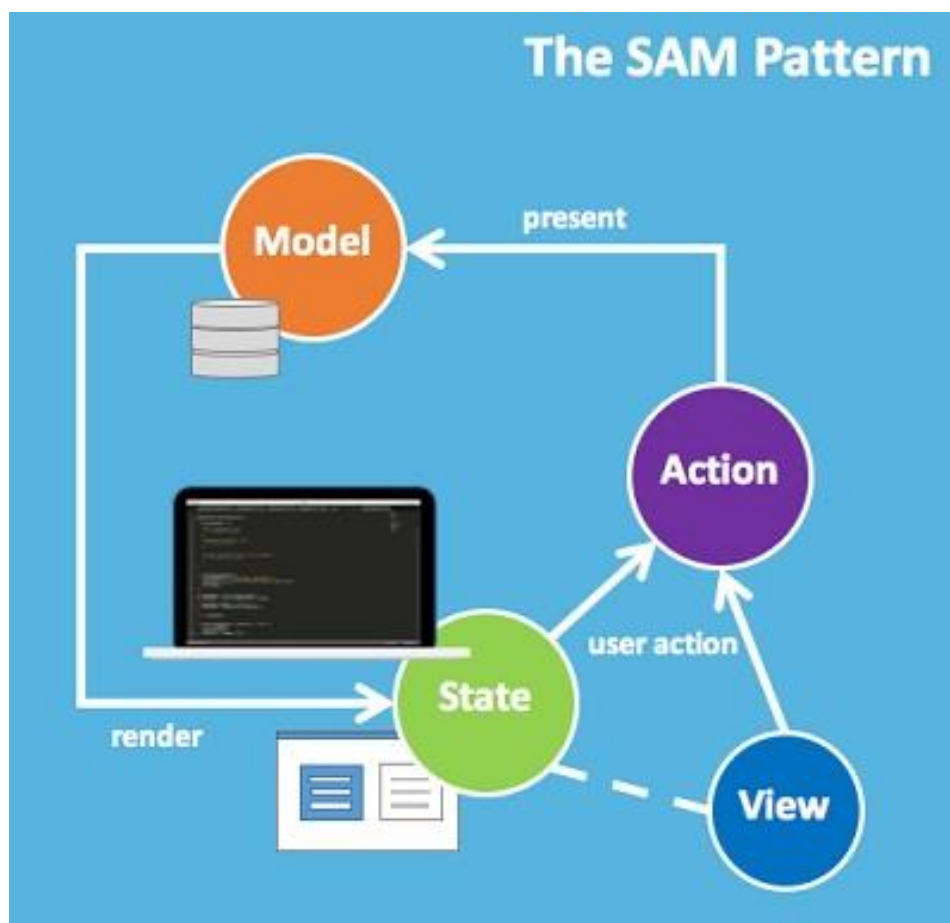 The SAM Pattern
present
Model
Action
user action
State
render
View